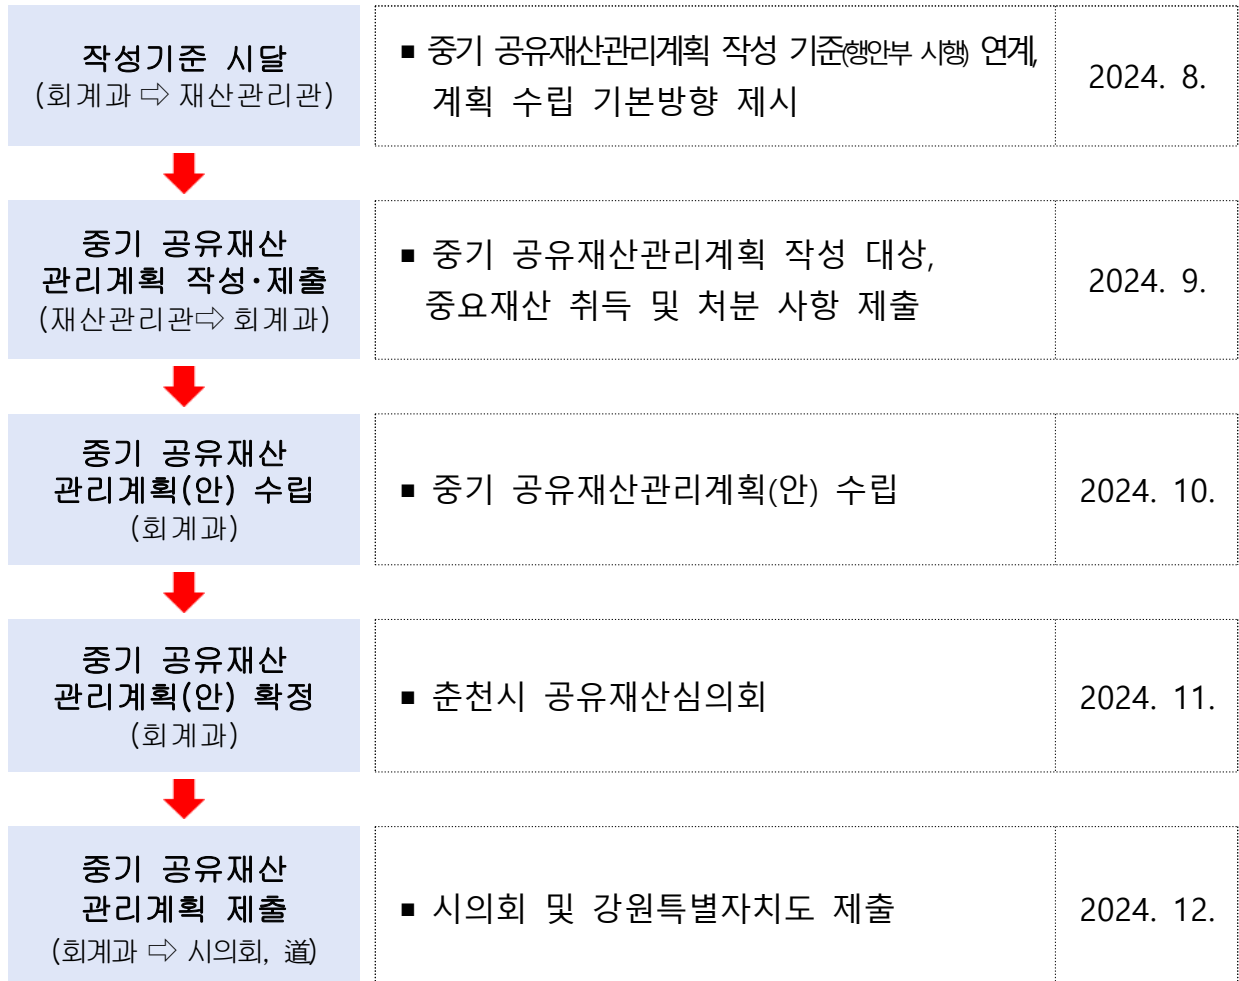 작성기준 시달
(회계과 ⇨ 재산관리관)
▪ 중기 공유재산관리계획 작성 기준(행안부 시행) 연계,
계획 수립 기본방향 제시
2024. 8.
중기 공유재산
관리계획 작성·제출
(재산관리관⇨ 회계과)
▪ 중기 공유재산관리계획 작성 대상,
중요재산 취득 및 처분 사항 제출
2024. 9.
중기 공유재산
관리계획(안) 수립
(회계과)
▪ 중기 공유재산관리계획(안) 수립
2024. 10.
중기 공유재산
관리계획(안) 확정
(회계과)
▪ 춘천시 공유재산심의회
2024. 11.
중기 공유재산
관리계획 제출
(회계과 ⇨ 시의회, 道)
▪ 시의회 및 강원특별자치도 제출
2024. 12.